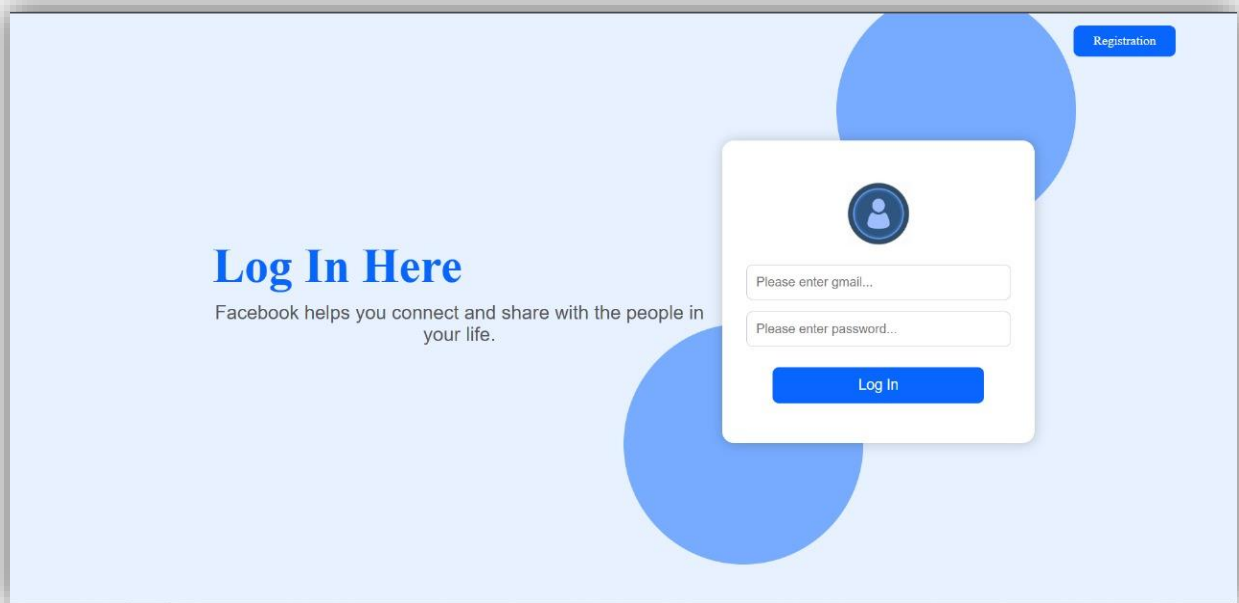 Registration
Log In Here
Facebook helps you connect and share with the people in
your life.
Please enter gmail...
Please enter password...
Log In